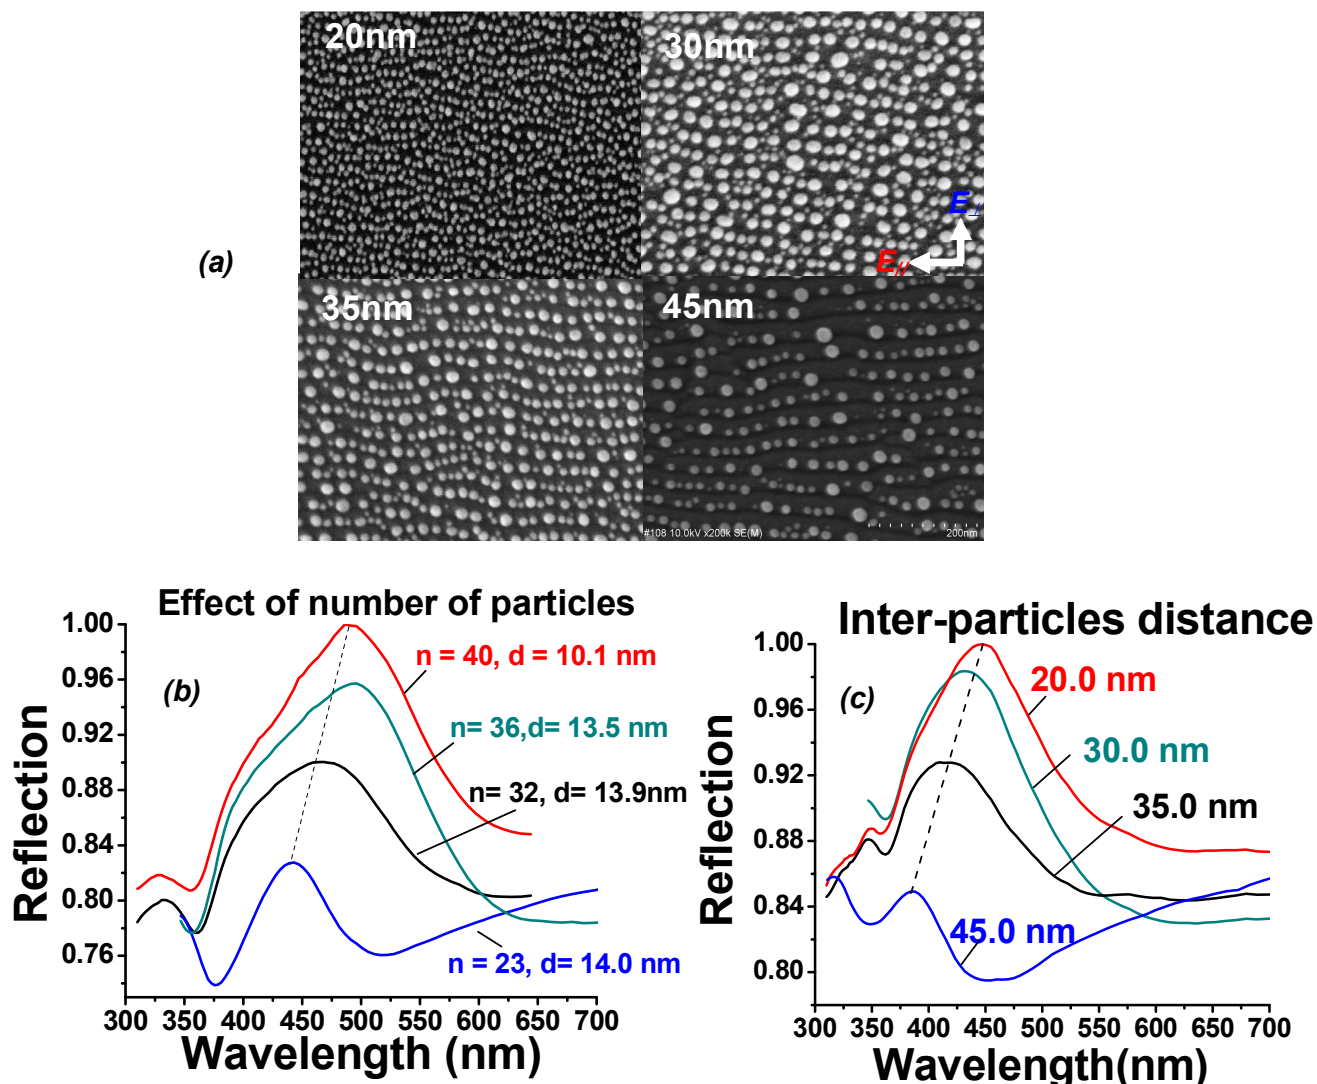 20nm
30nm
E⊥
E//
(a)
35nm
45nm
#108 10.0kV x200k SE(M)
200nm
Effect of number of particles
(b)
n = 40, d = 10.1 nm
n= 36,d= 13.5 nm
n= 32, d= 13.9nm
n = 23, d= 14.0 nm
Reflection
1.00
0.96
0.92
0.88
0.84
0.80
0.76
300 350 400 450 500 550 600 650 700
Wavelength (nm)
Inter-particles distance
(c)
20.0 nm
30.0 nm
35.0 nm
45.0 nm
Reflection
1.00
0.96
0.92
0.88
0.84
0.80
300 350 400 450 500 550 600 650 700
Wavelength(nm)